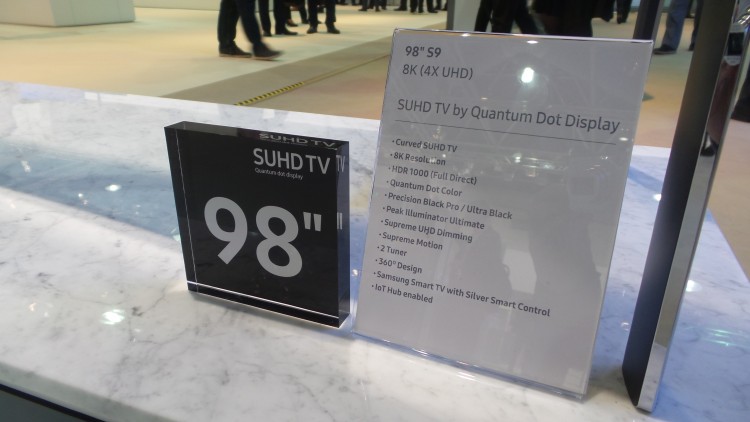 SUHD TV
SUHD TV
Quantum dot display
98"
98" S9
8K (4X UHD)
SUHD TV by Quantum Dot Display
• Curved SUHD TV
• 8K Resolution
• HDR 1000 (Full Direct)
• Quantum Dot Color
• Precision Black Pro / Ultra Black
• Peak Illuminator Ultimate
• Supreme UHD Dimming
• Supreme Motion
• 2 Tuner
• 360° Design
• Samsung Smart TV with Silver Smart Control
• IoT Hub enabled